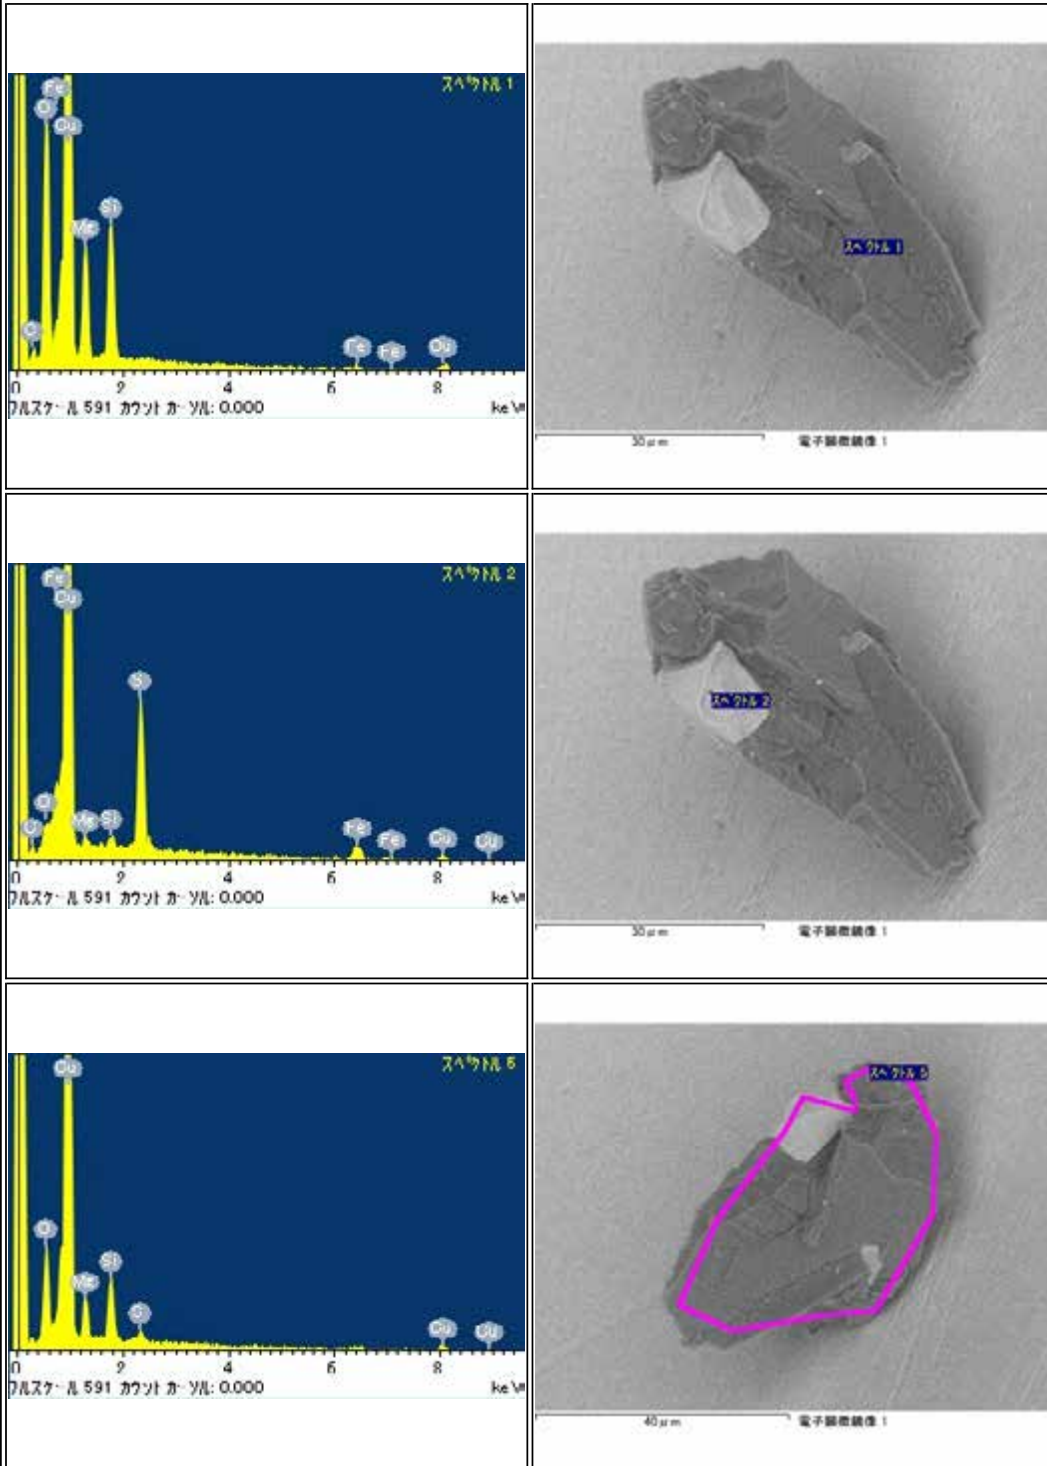 スペクトル 1
Fe
O
Cu
Mg
Si
C
Fe
Fe
Cu
0 2 4 6 8
フルスケール 591 カウント カーソル: 0.000 keV
スペクトル 1
30μm 電子顕微鏡像 1
スペクトル 2
Fe
Cu
S
O
C
Mg
Si
Fe
Fe
Cu
Cu
0 2 4 6 8
フルスケール 591 カウント カーソル: 0.000 keV
スペクトル 2
30μm 電子顕微鏡像 1
スペクトル 5
Cu
O
Mg
Si
S
Cu
Cu
0 2 4 6 8
フルスケール 591 カウント カーソル: 0.000 keV
スペクトル 5
40μm 電子顕微鏡像 1